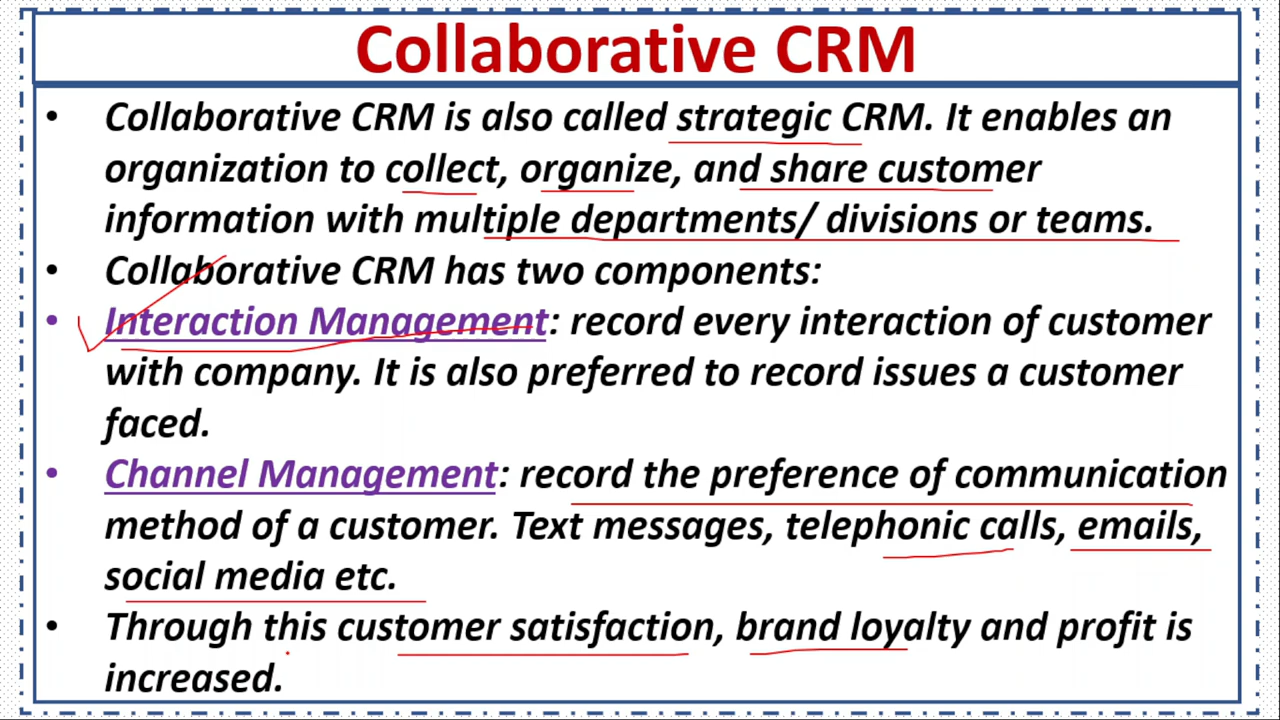 Collaborative CRM
• Collaborative CRM is also called strategic CRM. It enables an
organization to collect, organize, and share customer
information with multiple departments/ divisions or teams.
• Collaborative CRM has two components:
• Interaction Management: record every interaction of customer
with company. It is also preferred to record issues a customer
faced.
• Channel Management: record the preference of communication
method of a customer. Text messages, telephonic calls, emails,
social media etc.
• Through this customer satisfaction, brand loyalty and profit is
increased.